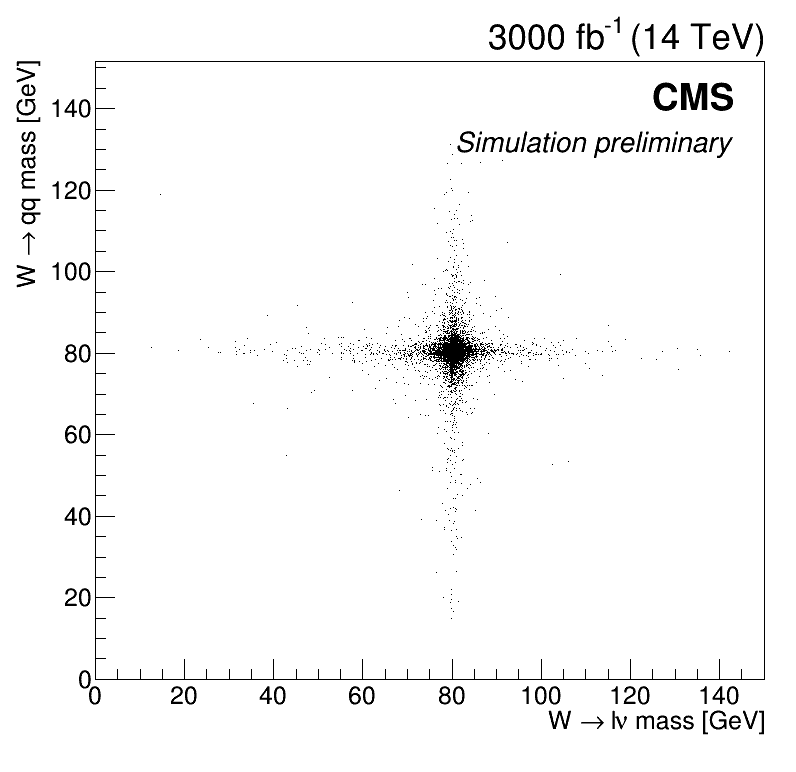 3000 fb⁻¹ (14 TeV)
CMS
Simulation preliminary
W → qq mass [GeV]
140
120
100
80
60
40
20
0
0 20 40 60 80 100 120 140
W → lν mass [GeV]